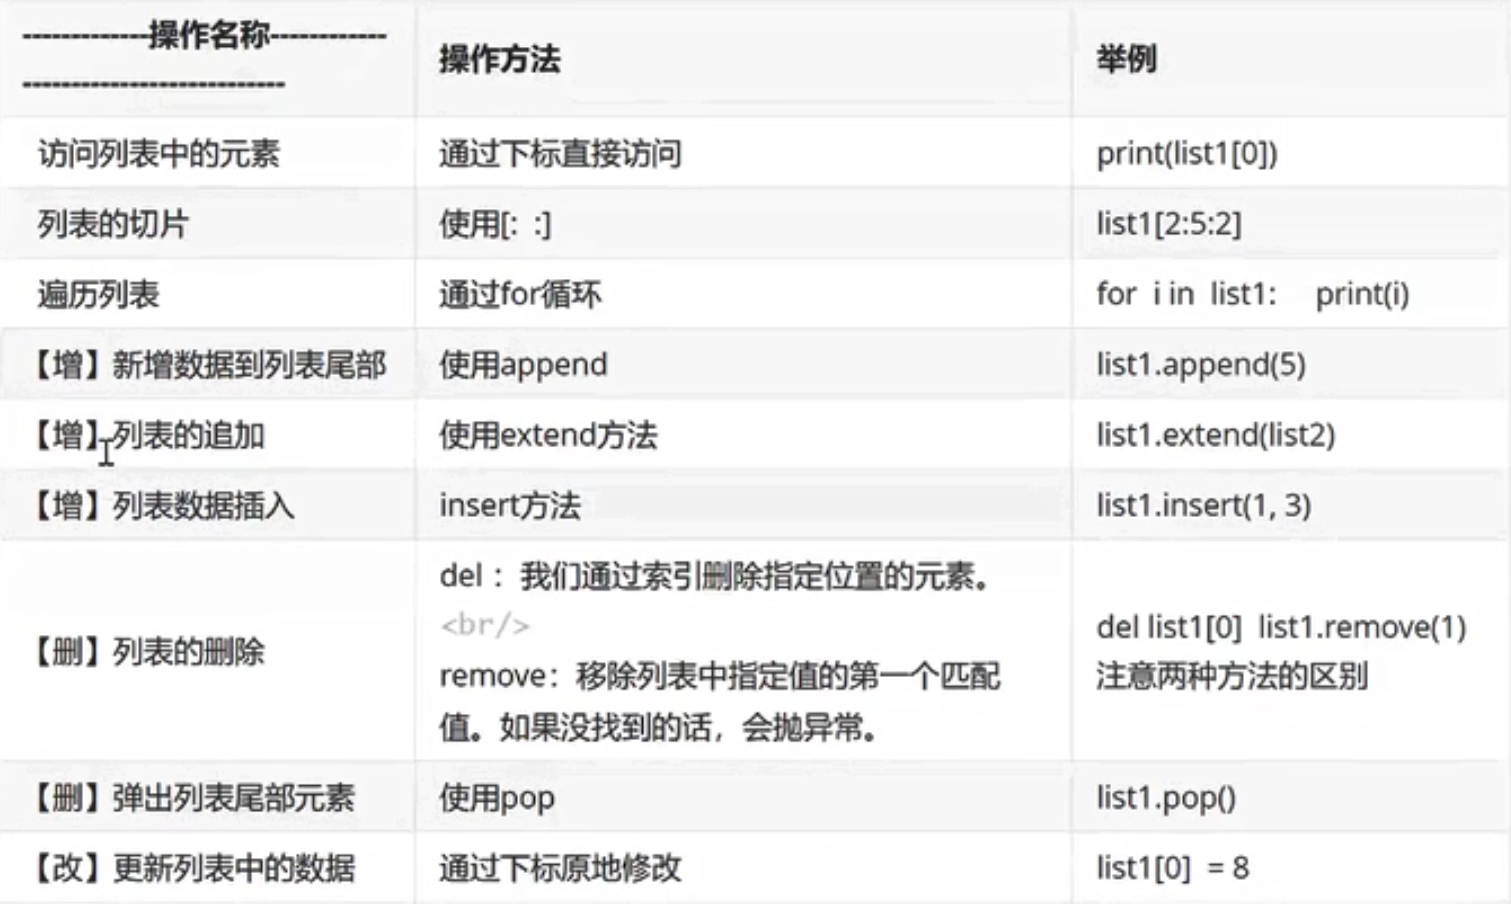 -------------操作名称------------
---------------------------
操作方法
举例
访问列表中的元素
通过下标直接访问
print(list1[0])
列表的切片
使用[: :]
list1[2:5:2]
遍历列表
通过for循环
for i in list1: print(i)
【增】新增数据到列表尾部
使用append
list1.append(5)
【增】列表的追加
使用extend方法
list1.extend(list2)
【增】列表数据插入
insert方法
list1.insert(1, 3)
【删】列表的删除
del ：我们通过索引删除指定位置的元素。
<br/>
remove：移除列表中指定值的第一个匹配
值。如果没找到的话，会抛异常。
del list1[0] list1.remove(1)
注意两种方法的区别
【删】弹出列表尾部元素
使用pop
list1.pop()
【改】更新列表中的数据
通过下标原地修改
list1[0] = 8